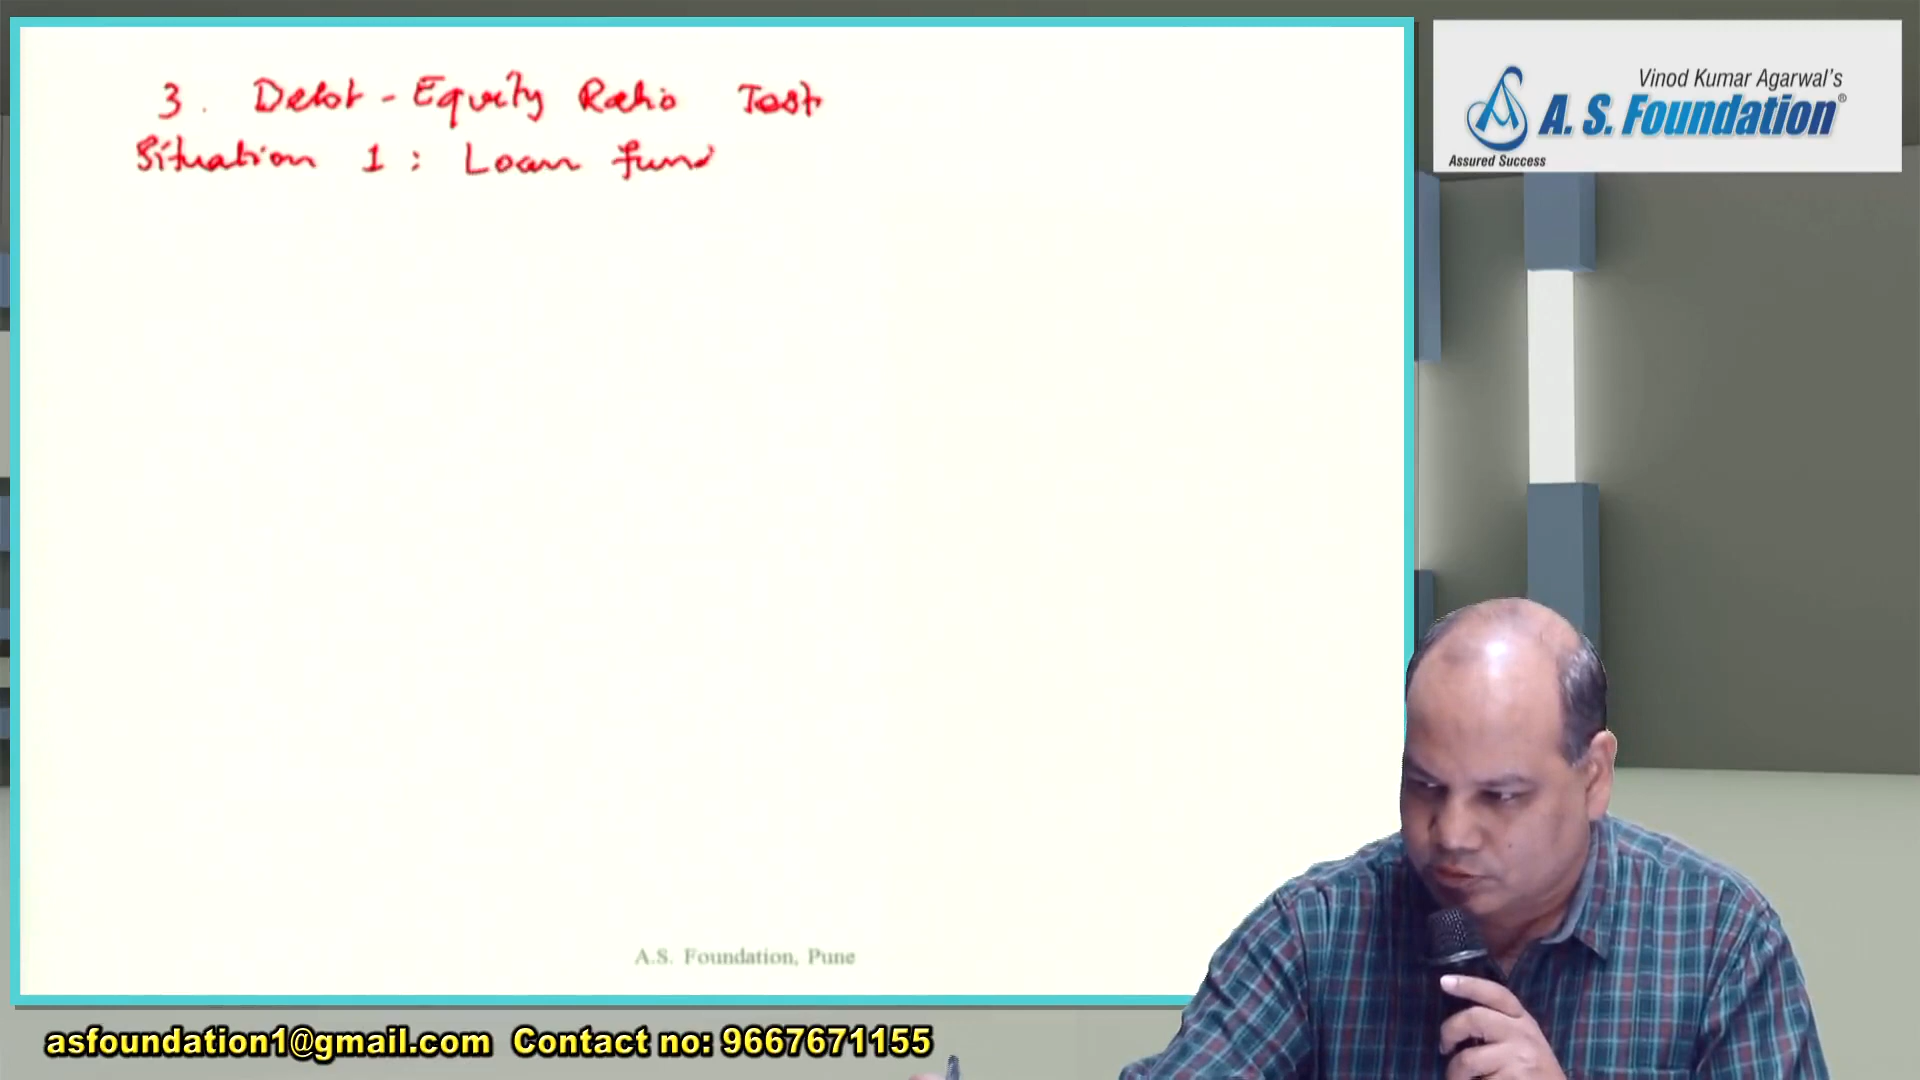 3. Debt - Equity Ratio Test
Situation 1 : Loan fund
Vinod Kumar Agarwal's
A. S. Foundation®
Assured Success
A.S. Foundation, Pune
asfoundation1@gmail.com Contact no: 9667671155